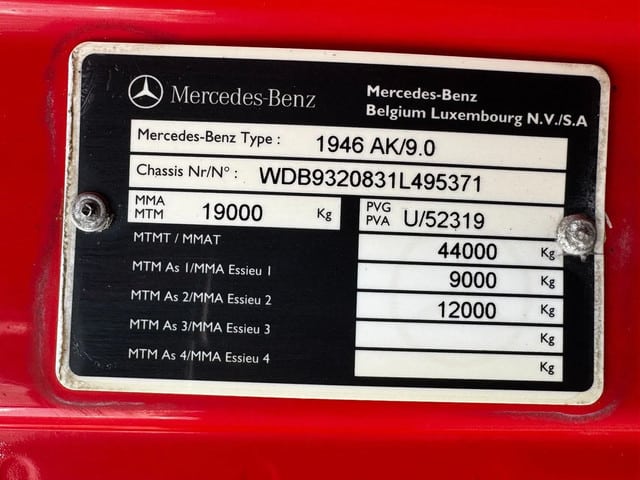 Mercedes-Benz
Mercedes-Benz
Belgium Luxembourg N.V./S.A
Mercedes-Benz Type : 1946 AK/9.0
Chassis Nr/N° : WDB9320831L495371
MMA
MTM 19000 Kg
PVG
PVA U/52319
MTMT / MMAT 44000 Kg
MTM As 1/MMA Essieu 1 9000 Kg
MTM As 2/MMA Essieu 2 12000 Kg
MTM As 3/MMA Essieu 3 Kg
MTM As 4/MMA Essieu 4 Kg